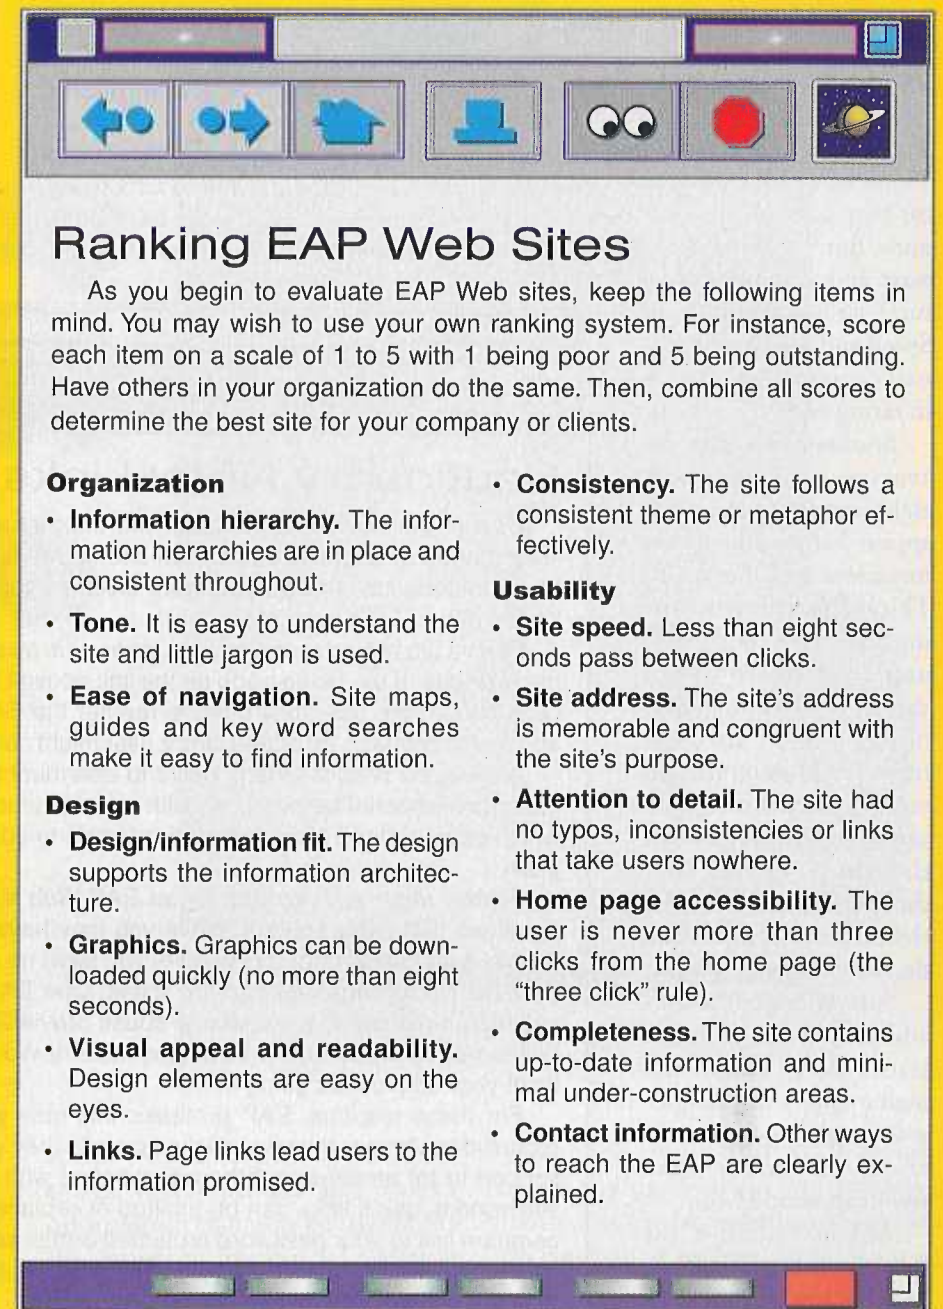 Ranking EAP Web Sites
As you begin to evaluate EAP Web sites, keep the following items in
mind. You may wish to use your own ranking system. For instance, score
each item on a scale of 1 to 5 with 1 being poor and 5 being outstanding.
Have others in your organization do the same. Then, combine all scores to
determine the best site for your company or clients.
Organization
• Information hierarchy. The infor-
mation hierarchies are in place and
consistent throughout.
• Tone. It is easy to understand the
site and little jargon is used.
• Ease of navigation. Site maps,
guides and key word searches
make it easy to find information.
Design
• Design/information fit. The design
supports the information architec-
ture.
• Graphics. Graphics can be down-
loaded quickly (no more than eight
seconds).
• Visual appeal and readability.
Design elements are easy on the
eyes.
• Links. Page links lead users to the
information promised.
• Consistency. The site follows a
consistent theme or metaphor ef-
fectively.
Usability
• Site speed. Less than eight sec-
onds pass between clicks.
• Site address. The site's address
is memorable and congruent with
the site's purpose.
• Attention to detail. The site had
no typos, inconsistencies or links
that take users nowhere.
• Home page accessibility. The
user is never more than three
clicks from the home page (the
"three click" rule).
• Completeness. The site contains
up-to-date information and mini-
mal under-construction areas.
• Contact information. Other ways
to reach the EAP are clearly ex-
plained.